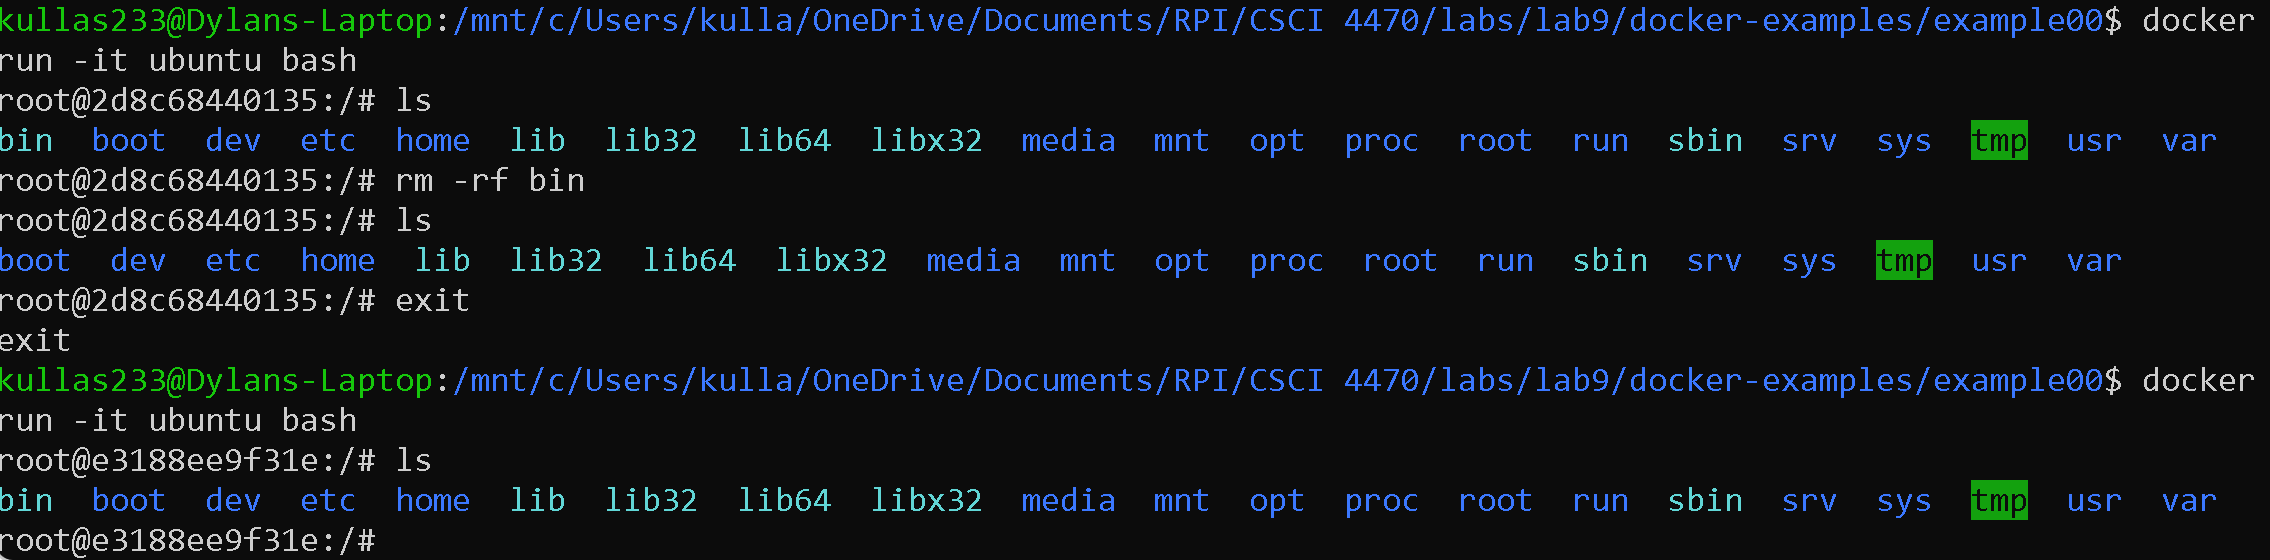 kullas233@Dylans-Laptop:/mnt/c/Users/kulla/OneDrive/Documents/RPI/CSCI 4470/labs/lab9/docker-examples/example00$ docker
run -it ubuntu bash
root@2d8c68440135:/# ls
bin  boot  dev  etc  home  lib  lib32  lib64  libx32  media  mnt  opt  proc  root  run  sbin  srv  sys  tmp  usr  var
root@2d8c68440135:/# rm -rf bin
root@2d8c68440135:/# ls
boot  dev  etc  home  lib  lib32  lib64  libx32  media  mnt  opt  proc  root  run  sbin  srv  sys  tmp  usr  var
root@2d8c68440135:/# exit
exit
kullas233@Dylans-Laptop:/mnt/c/Users/kulla/OneDrive/Documents/RPI/CSCI 4470/labs/lab9/docker-examples/example00$ docker
run -it ubuntu bash
root@e3188ee9f31e:/# ls
bin  boot  dev  etc  home  lib  lib32  lib64  libx32  media  mnt  opt  proc  root  run  sbin  srv  sys  tmp  usr  var
root@e3188ee9f31e:/#